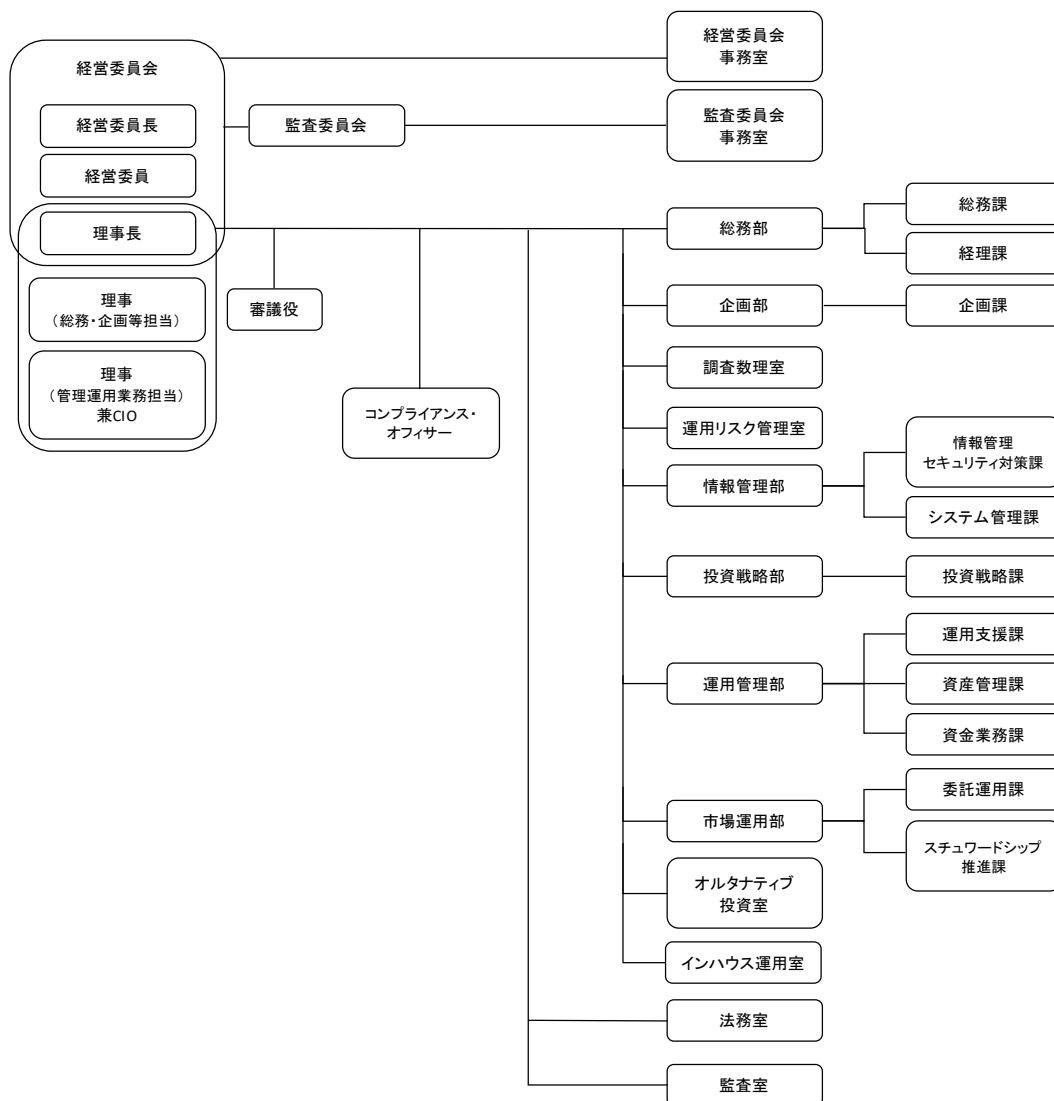 経営委員会
経営委員長
経営委員
理事長
理事
（総務・企画等担当）
理事
（管理運用業務担当）
兼CIO
監査委員会
審議役
コンプライアンス・
オフィサー
経営委員会
事務室
監査委員会
事務室
総務部
総務課
経理課
企画部
企画課
調査数理室
運用リスク管理室
情報管理部
情報管理
セキュリティ対策課
システム管理課
投資戦略部
投資戦略課
運用管理部
運用支援課
資産管理課
資金業務課
市場運用部
委託運用課
スチュワードシップ
推進課
オルタナティブ
投資室
インハウス運用室
法務室
監査室